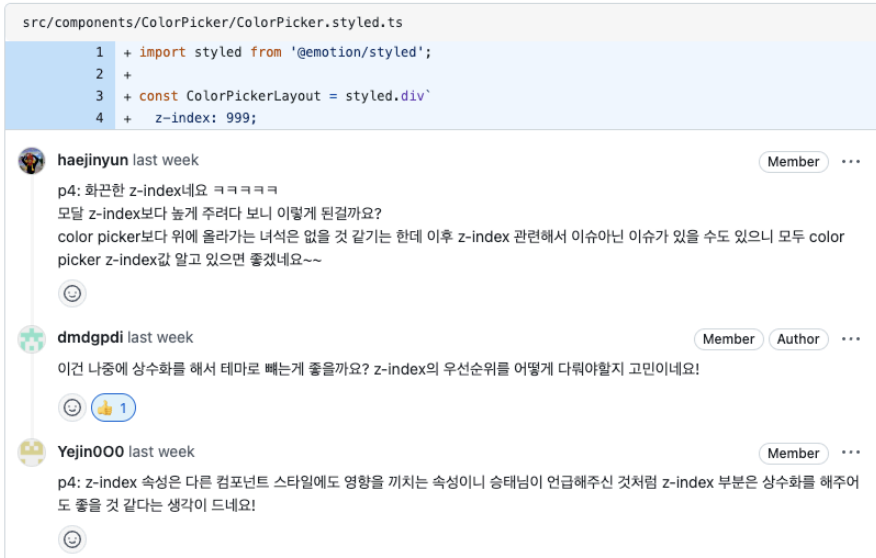 src/components/ColorPicker/ColorPicker.styled.ts
1 + import styled from '@emotion/styled';
2 +
3 + const ColorPickerLayout = styled.div`
4 +   z-index: 999;
haejinyun last week Member ···
p4: 화끈한 z-index네요 ㅋㅋㅋㅋㅋ
모달 z-index보다 높게 주려다 보니 이렇게 된걸까요?
color picker보다 위에 올라가는 녀석은 없을 것 같기는 한데 이후 z-index 관련해서 이슈아닌 이슈가 있을 수도 있으니 모두 color
picker z-index값 알고 있으면 좋겠네요~~
dmdgpdi last week Member Author ···
이건 나중에 상수화를 해서 테마로 빼는게 좋을까요? z-index의 우선순위를 어떻게 다뤄야할지 고민이네요!
👍 1
Yejin0O0 last week Member ···
p4: z-index 속성은 다른 컴포넌트 스타일에도 영향을 끼치는 속성이니 승태님이 언급해주신 것처럼 z-index 부분은 상수화를 해주어
도 좋을 것 같다는 생각이 드네요!